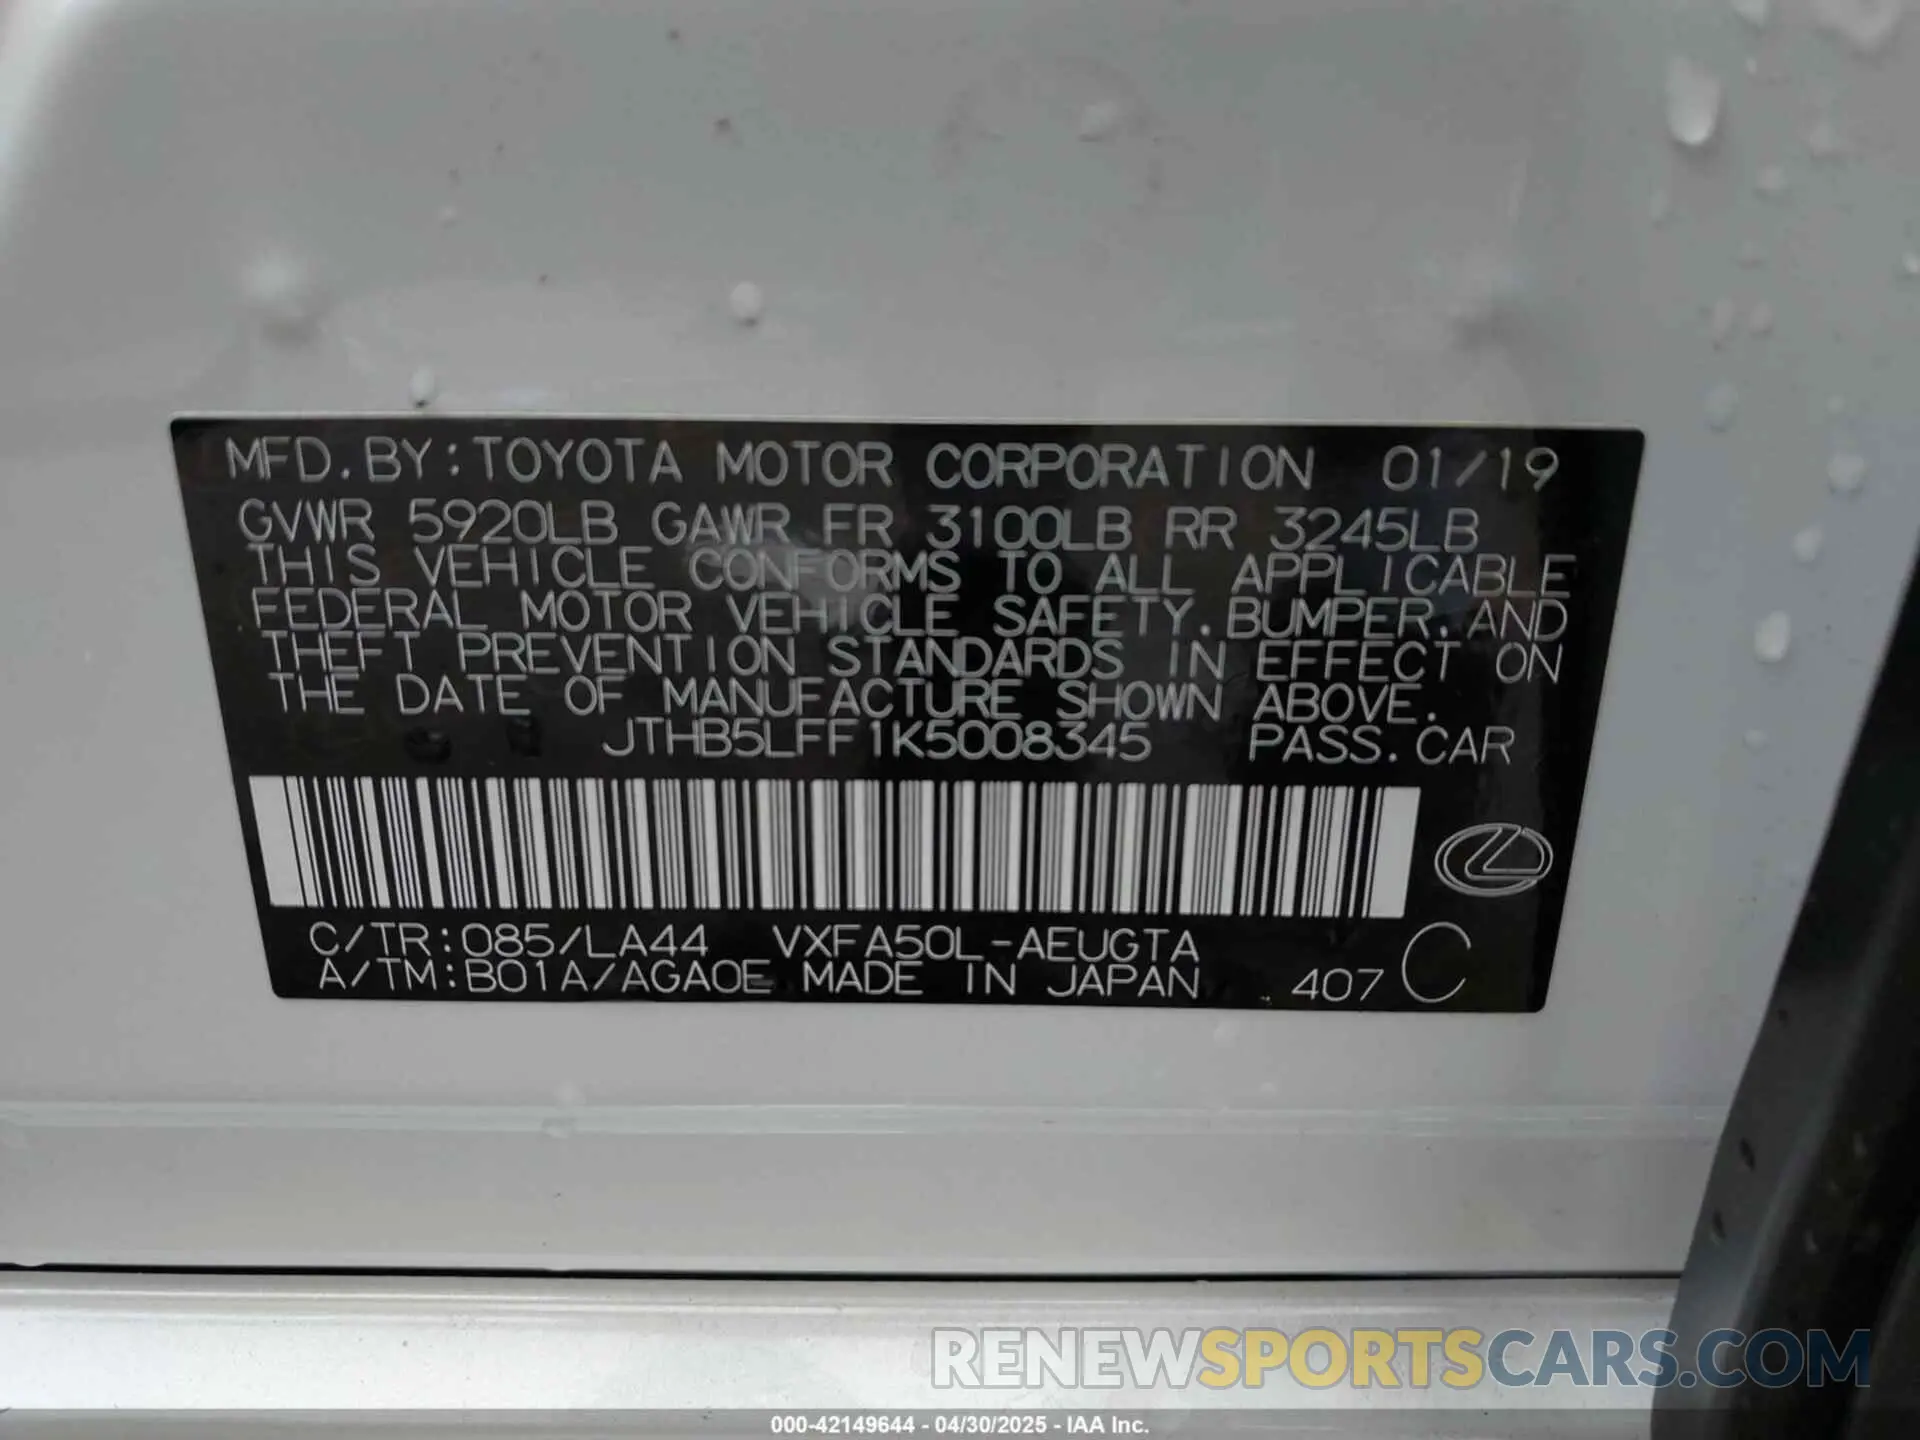 MFD.BY:TOYOTA MOTOR CORPORATION 01/19
GVWR 5920LB GAWR FR 3100LB RR 3245LB
THIS VEHICLE CONFORMS TO ALL APPLICABLE
FEDERAL MOTOR VEHICLE SAFETY,BUMPER,AND
THEFT PREVENTION STANDARDS IN EFFECT ON
THE DATE OF MANUFACTURE SHOWN ABOVE.
JTHB5LFF1K5008345 PASS.CAR
C/TR:085/LA44 VXFA50L-AEUGTA
A/TM:B01A/AGA0E MADE IN JAPAN 407 C
RENEWSPORTSCARS.COM
000-42149644 - 04/30/2025 - IAA Inc.